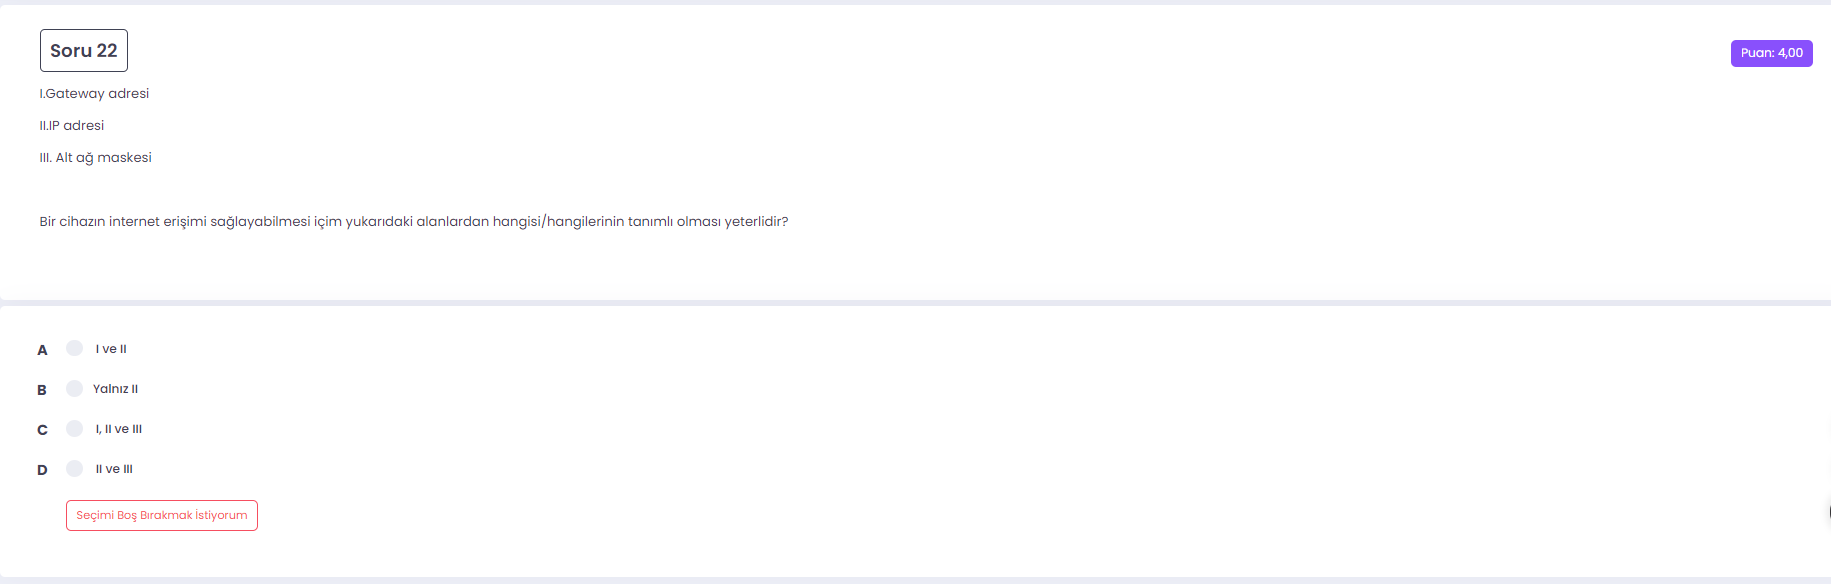 Soru 22
Puan: 4,00
I.Gateway adresi
II.IP adresi
III. Alt ağ maskesi
Bir cihazın internet erişimi sağlayabilmesi içim yukarıdaki alanlardan hangisi/hangilerinin tanımlı olması yeterlidir?
A I ve II
B Yalnız II
C I, II ve III
D II ve III
Seçimi Boş Bırakmak İstiyorum